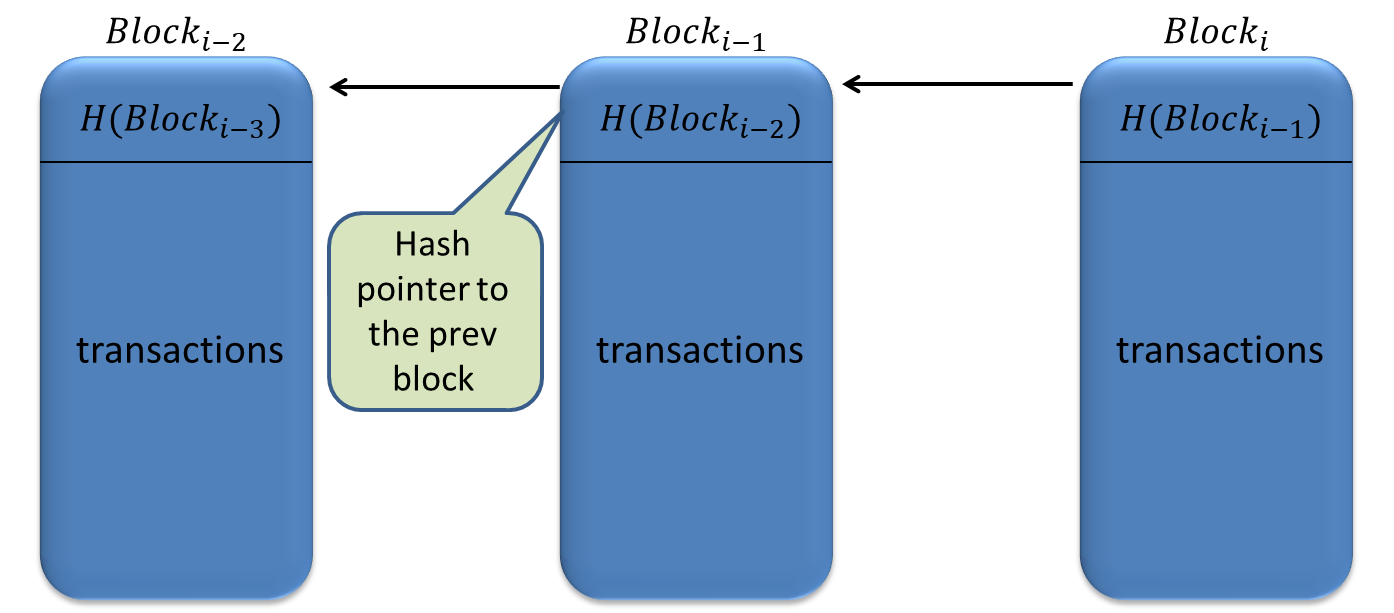 Block_{i-2}
Block_{i-1}
Block_i
H(Block_{i-3})
H(Block_{i-2})
H(Block_{i-1})
Hash
pointer to
the prev
block
transactions
transactions
transactions